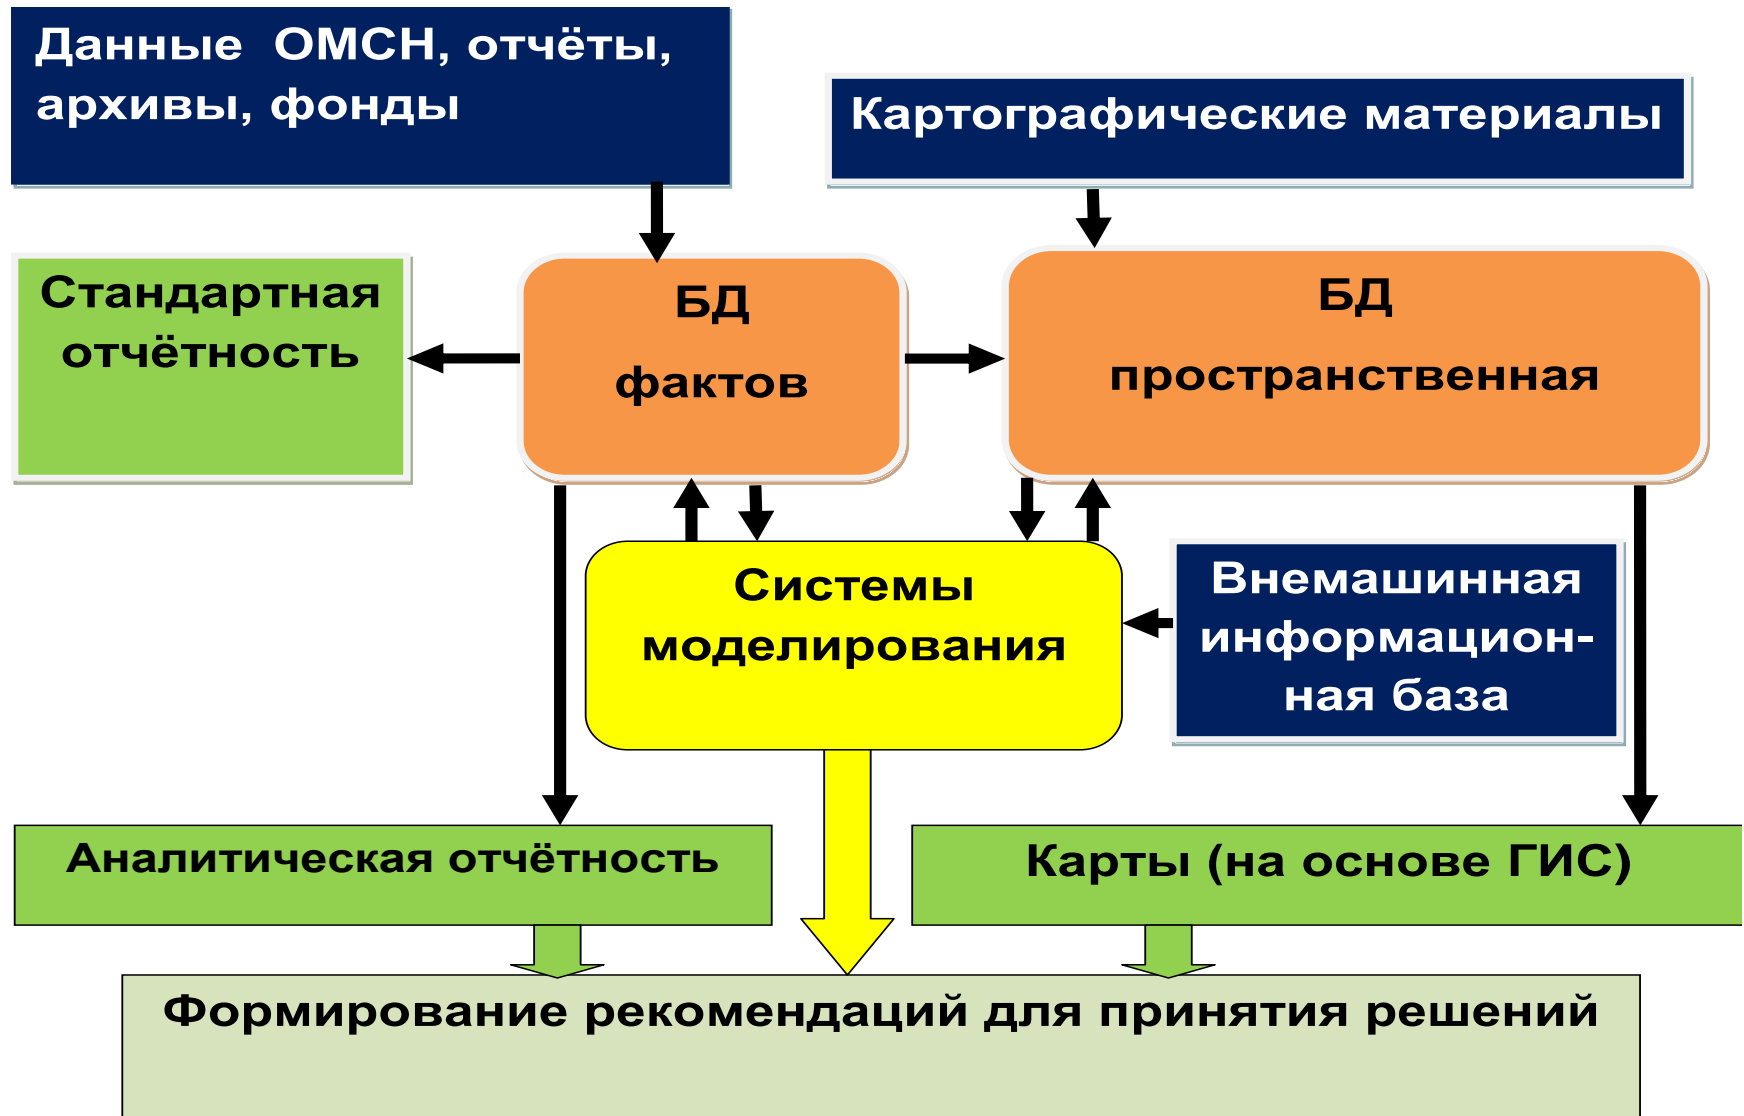 Данные ОМСН, отчёты,
архивы, фонды
Картографические материалы
Стандартная
отчётность
БД
фактов
БД
пространственная
Системы
моделирования
Внемашинная
информацион-
ная база
Аналитическая отчётность
Карты (на основе ГИС)
Формирование рекомендаций для принятия решений